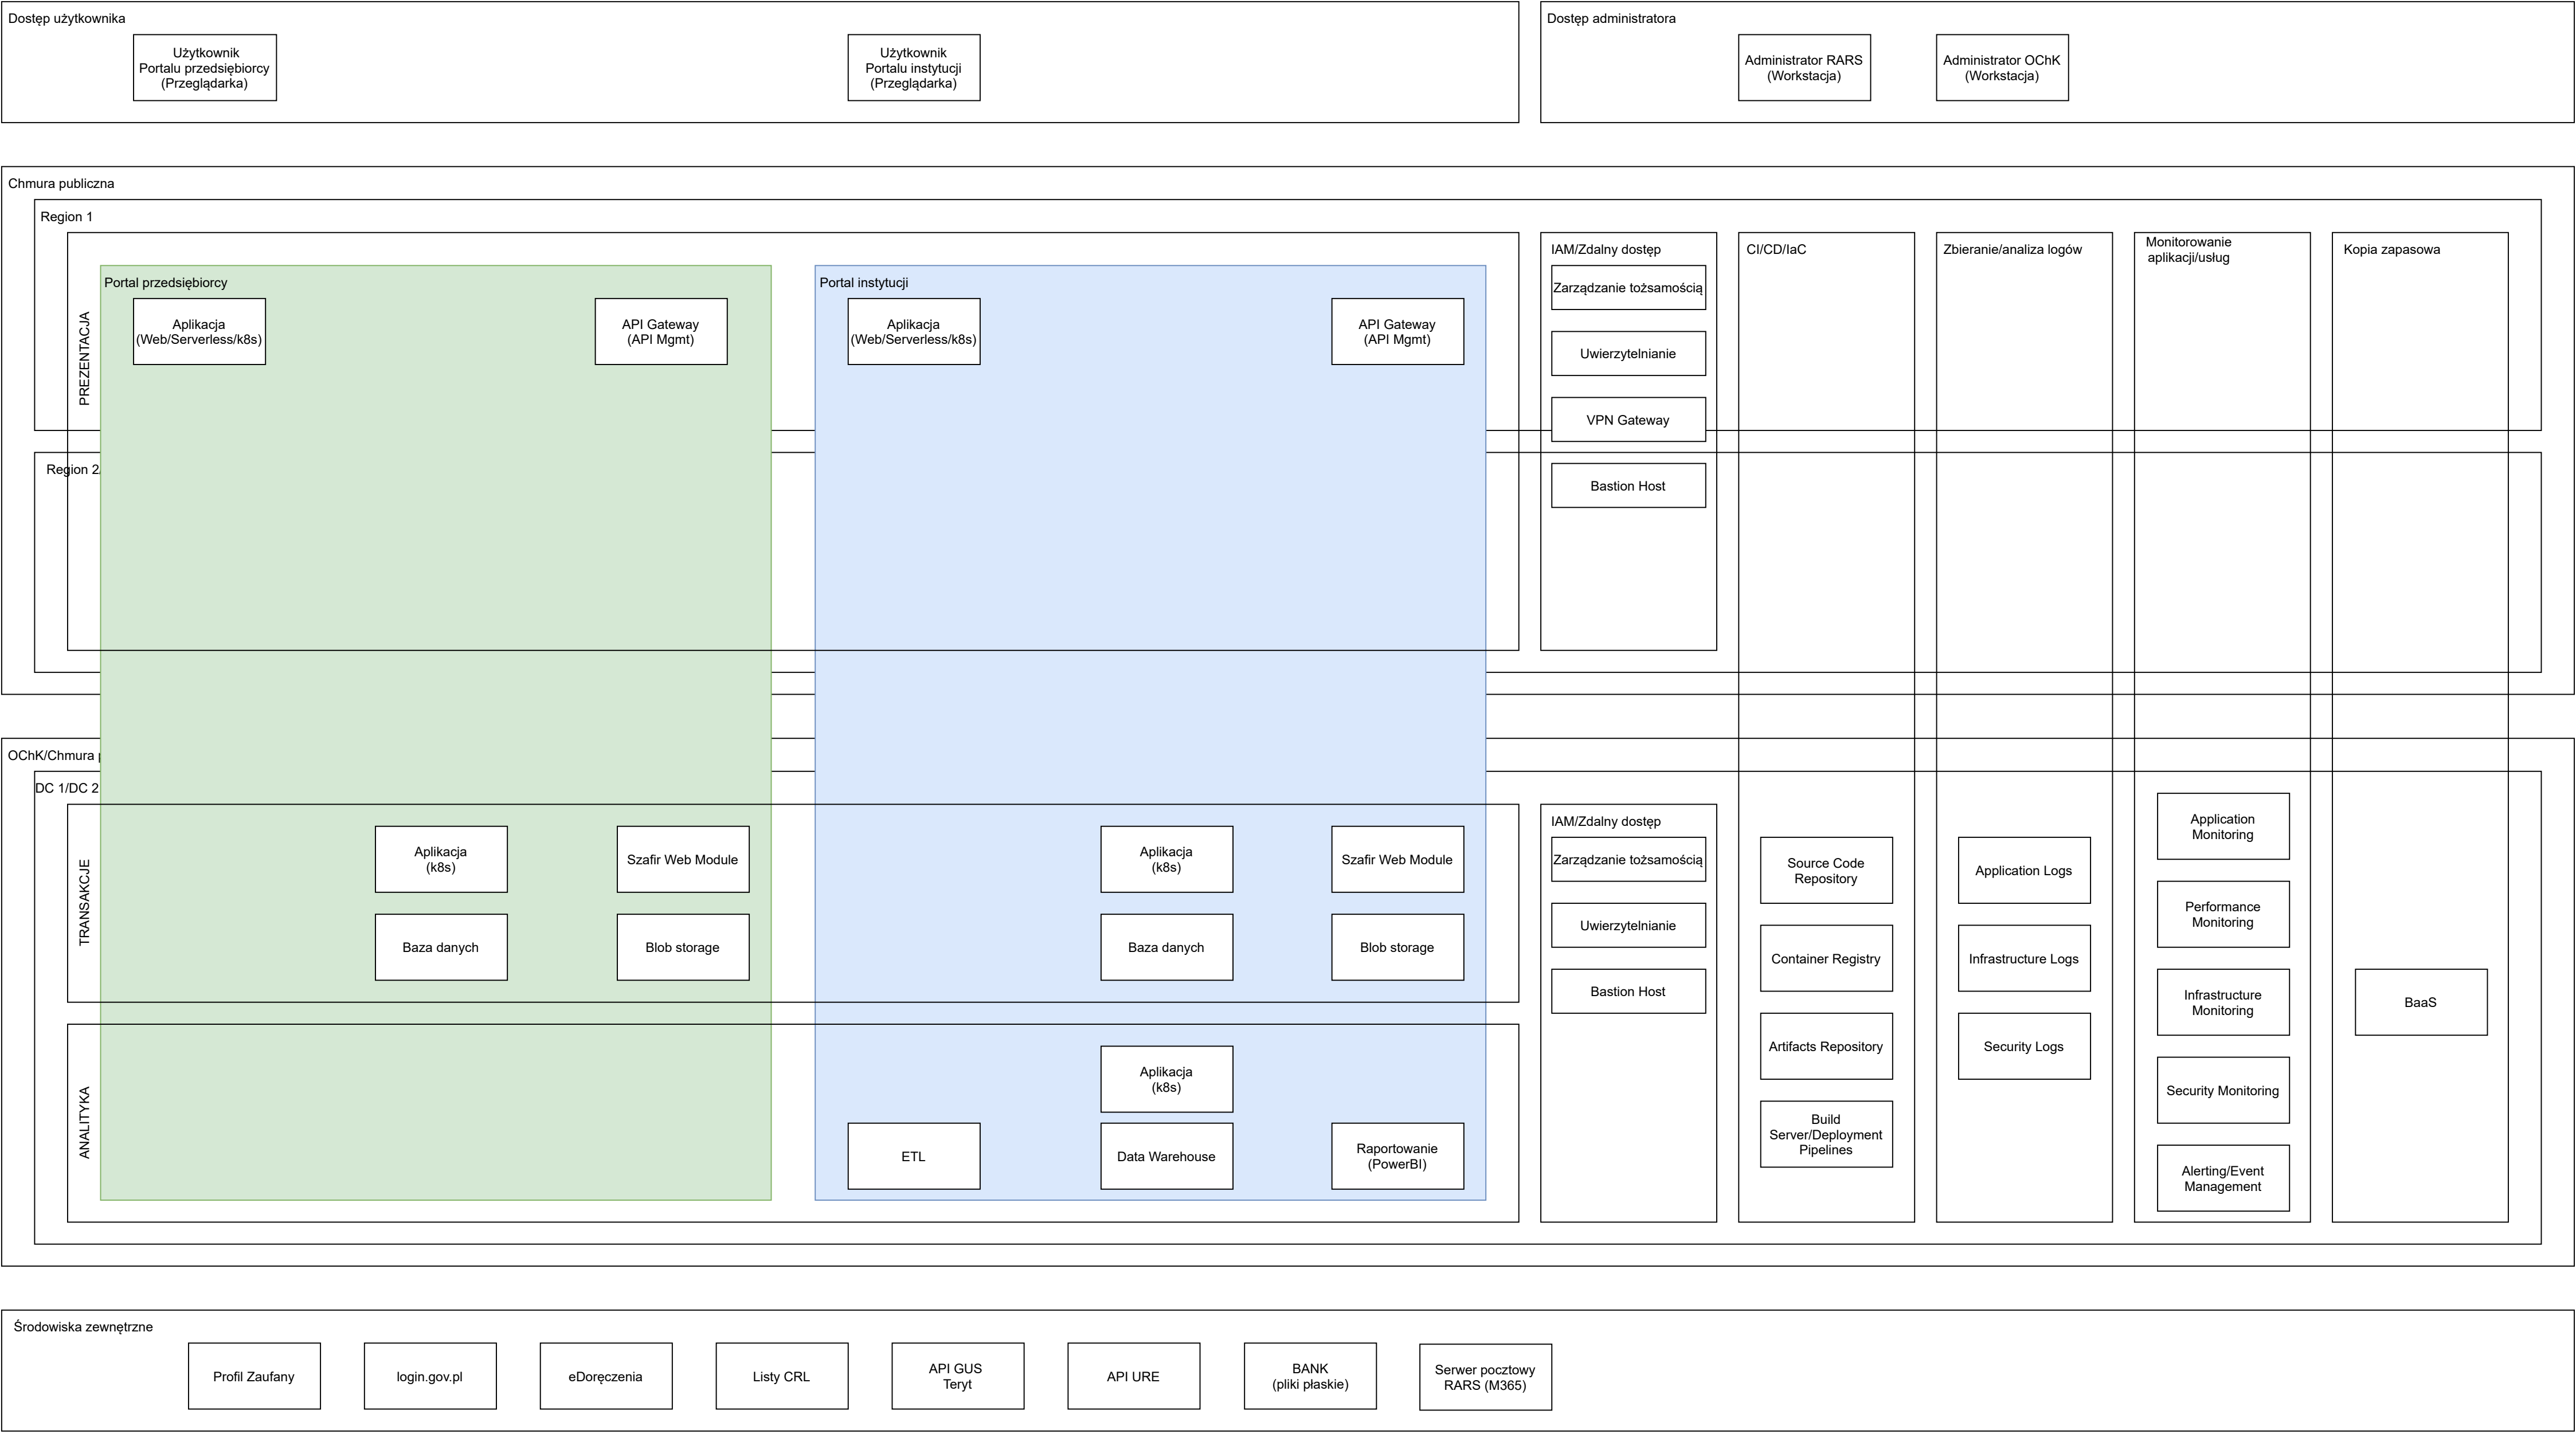 Dostęp użytkownika
Użytkownik
Portalu przedsiębiorcy
(Przeglądarka)
Użytkownik
Portalu instytucji
(Przeglądarka)
Dostęp administratora
Administrator RARS
(Workstacja)
Administrator OChK
(Workstacja)
Chmura publiczna
Region 1
PREZENTACJA
Portal przedsiębiorcy
Aplikacja
(Web/Serverless/k8s)
API Gateway
(API Mgmt)
Portal instytucji
Aplikacja
(Web/Serverless/k8s)
API Gateway
(API Mgmt)
IAM/Zdalny dostęp
Zarządzanie tożsamością
Uwierzytelnianie
VPN Gateway
Bastion Host
CI/CD/IaC
Zbieranie/analiza logów
Monitorowanie
aplikacji/usług
Kopia zapasowa
Region 2
OChK/Chmura
DC 1/DC 2
TRANSAKCJE
Aplikacja
(k8s)
Szafir Web Module
Baza danych
Blob storage
Aplikacja
(k8s)
Szafir Web Module
Baza danych
Blob storage
ANALITYKA
Aplikacja
(k8s)
ETL
Data Warehouse
Raportowanie
(PowerBI)
IAM/Zdalny dostęp
Zarządzanie tożsamością
Uwierzytelnianie
Bastion Host
Source Code
Repository
Container Registry
Artifacts Repository
Build
Server/Deployment
Pipelines
Application Logs
Infrastructure Logs
Security Logs
Application
Monitoring
Performance
Monitoring
Infrastructure
Monitoring
Security Monitoring
Alerting/Event
Management
BaaS
Środowiska zewnętrzne
Profil Zaufany
login.gov.pl
eDoręczenia
Listy CRL
API GUS
Teryt
API URE
BANK
(pliki płaskie)
Serwer pocztowy
RARS (M365)